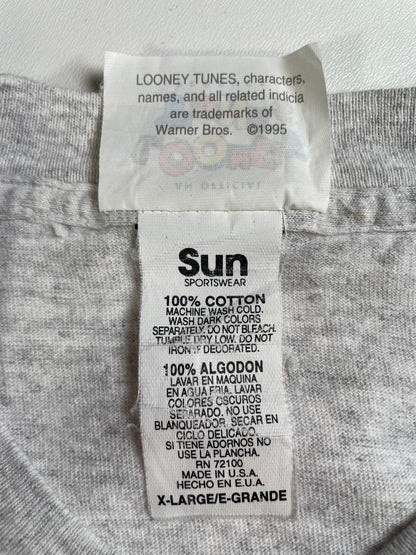 LOONEY TUNES, characters,
names, and all related indicia
are trademarks of
Warner Bros. ©1995
AN OFFICIAL
Sun
SPORTSWEAR
100% COTTON
MACHINE WASH COLD.
WASH DARK COLORS
SEPARATELY. DO NOT BLEACH.
TUMBLE DRY LOW. DO NOT
IRON IF DECORATED.
100% ALGODON
LAVAR EN MAQUINA
EN AGUA FRIA. LAVAR
COLORES OSCUROS
SEPARADO. NO USE
BLANQUEADOR. SECAR EN
CICLO DELICADO.
SI TIENE ADORNOS NO
USE LA PLANCHA.
RN 72100
MADE IN U.S.A.
HECHO EN E.U.A.
X-LARGE/E-GRANDE